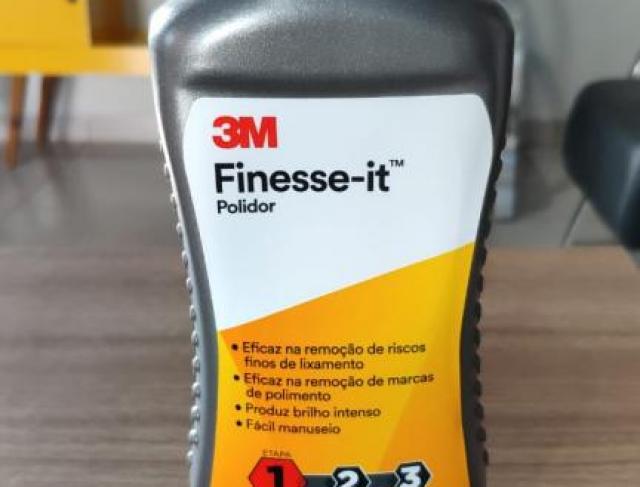 3M
Finesse-it™
Polidor
• Eficaz na remoção de riscos
finos de lixamento
• Eficaz na remoção de marcas
de polimento
• Produz brilho intenso
• Fácil manuseio
ETAPA
1 2 3